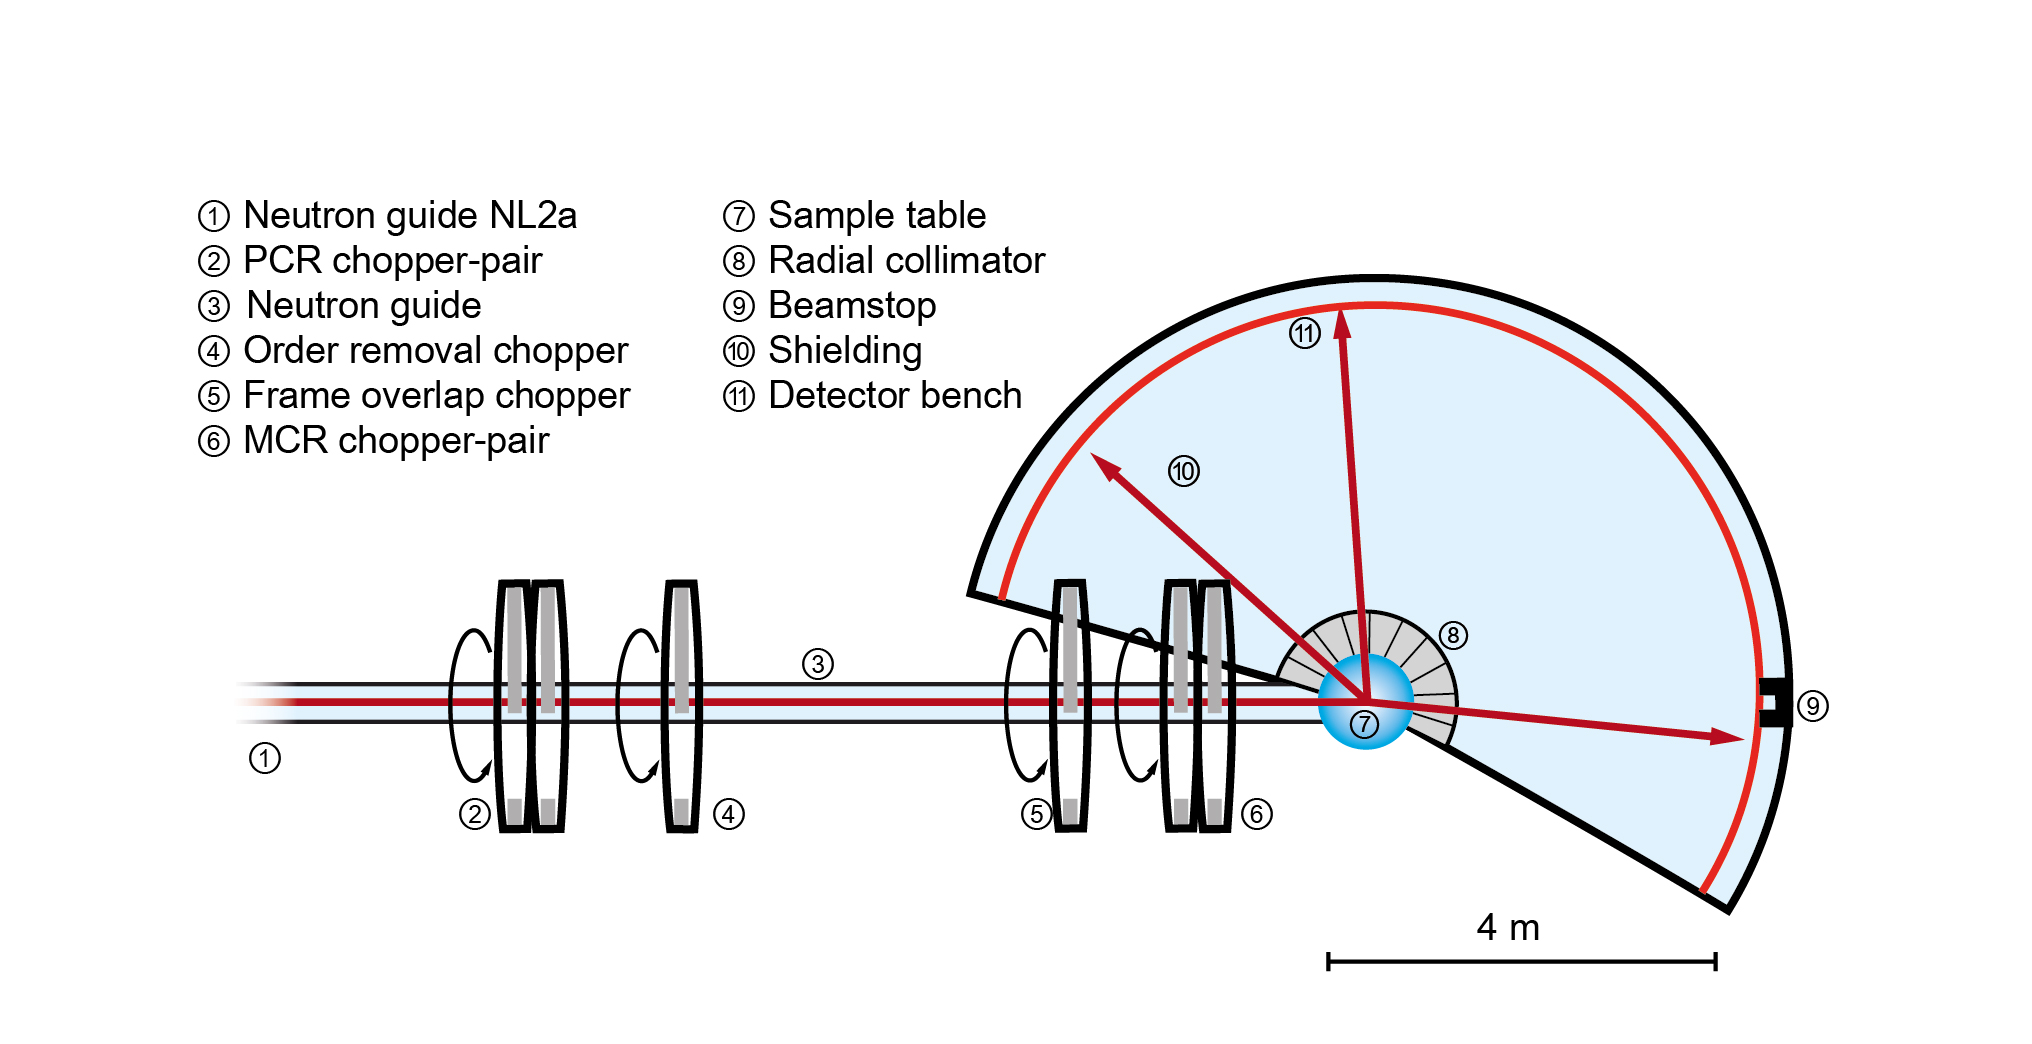 ① Neutron guide NL2a
② PCR chopper-pair
③ Neutron guide
④ Order removal chopper
⑤ Frame overlap chopper
⑥ MCR chopper-pair
⑦ Sample table
⑧ Radial collimator
⑨ Beamstop
⑩ Shielding
⑪ Detector bench
⑪
⑩
⑧
③
⑨
⑦
①
②
④
⑤
⑥
4 m